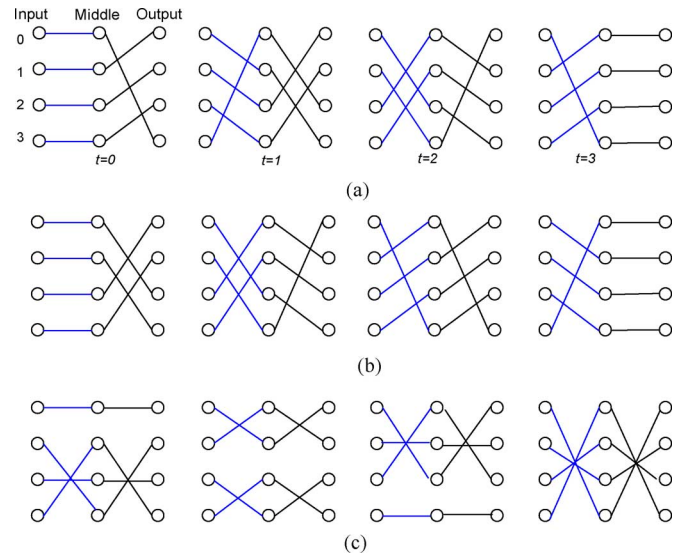 Input Middle Output
0
1
2
3
t=0 t=1 t=2 t=3
(a)
(b)
(c)